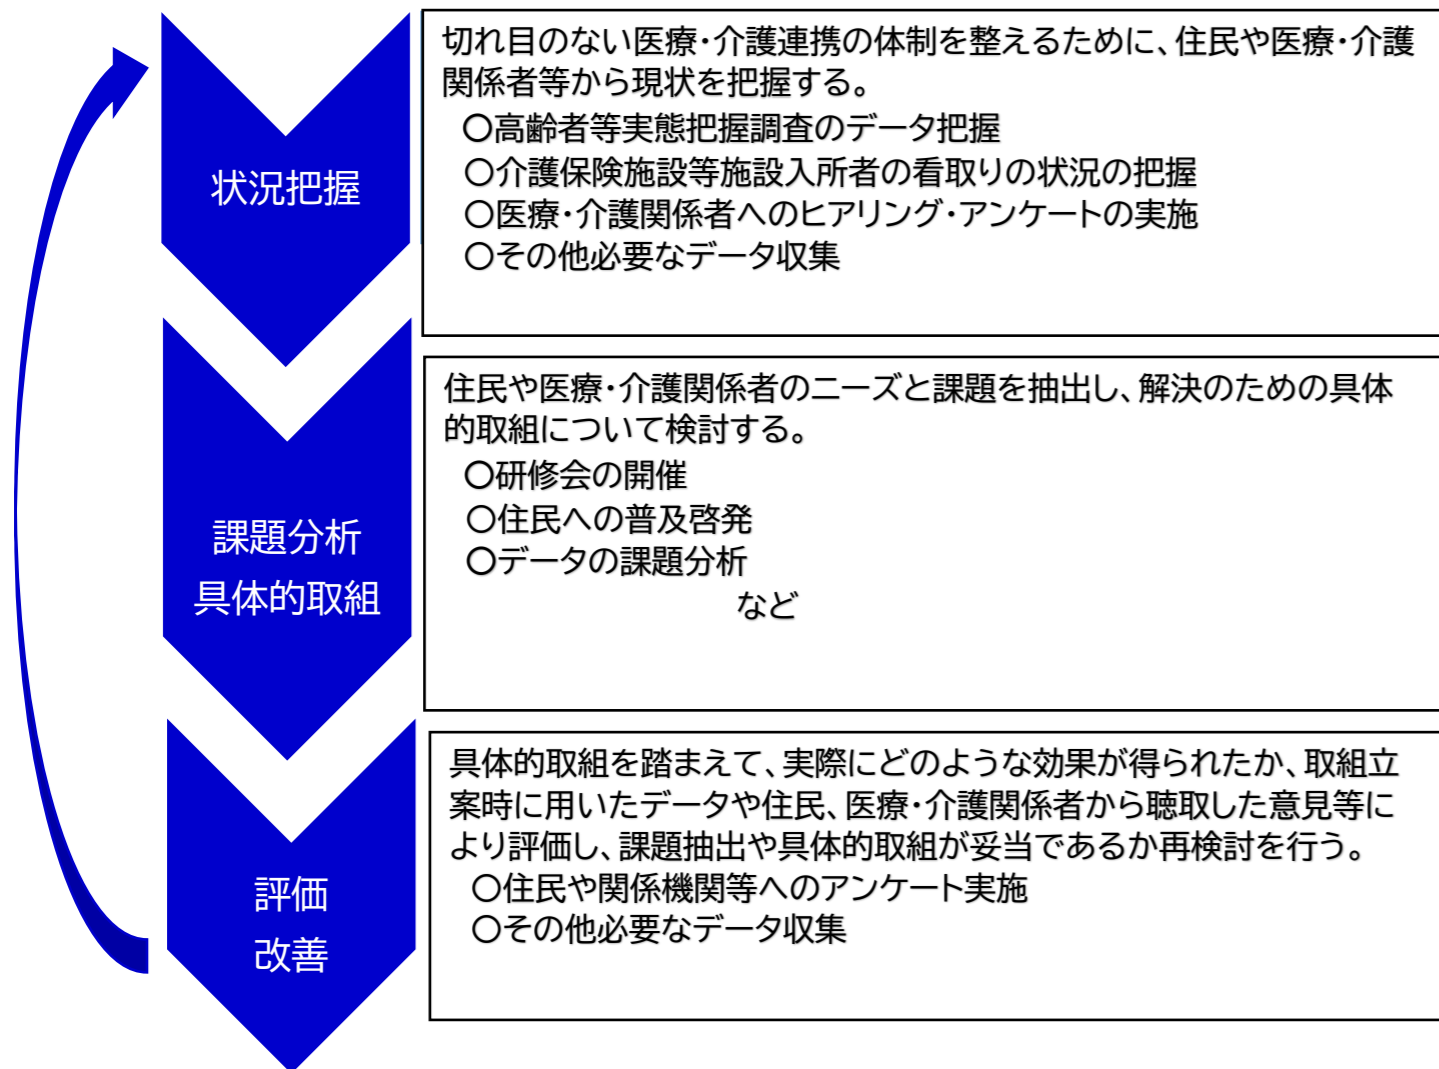 状況把握
切れ目のない医療・介護連携の体制を整えるために、住民や医療・介護
関係者等から現状を把握する。
〇高齢者等実態把握調査のデータ把握
〇介護保険施設等施設入所者の看取りの状況の把握
〇医療・介護関係者へのヒアリング・アンケートの実施
〇その他必要なデータ収集
課題分析
具体的取組
住民や医療・介護関係者のニーズと課題を抽出し、解決のための具体
的取組について検討する。
〇研修会の開催
〇住民への普及啓発
〇データの課題分析
など
評価
改善
具体的取組を踏まえて、実際にどのような効果が得られたか、取組立
案時に用いたデータや住民、医療・介護関係者から聴取した意見等に
より評価し、課題抽出や具体的取組が妥当であるか再検討を行う。
〇住民や関係機関等へのアンケート実施
〇その他必要なデータ収集